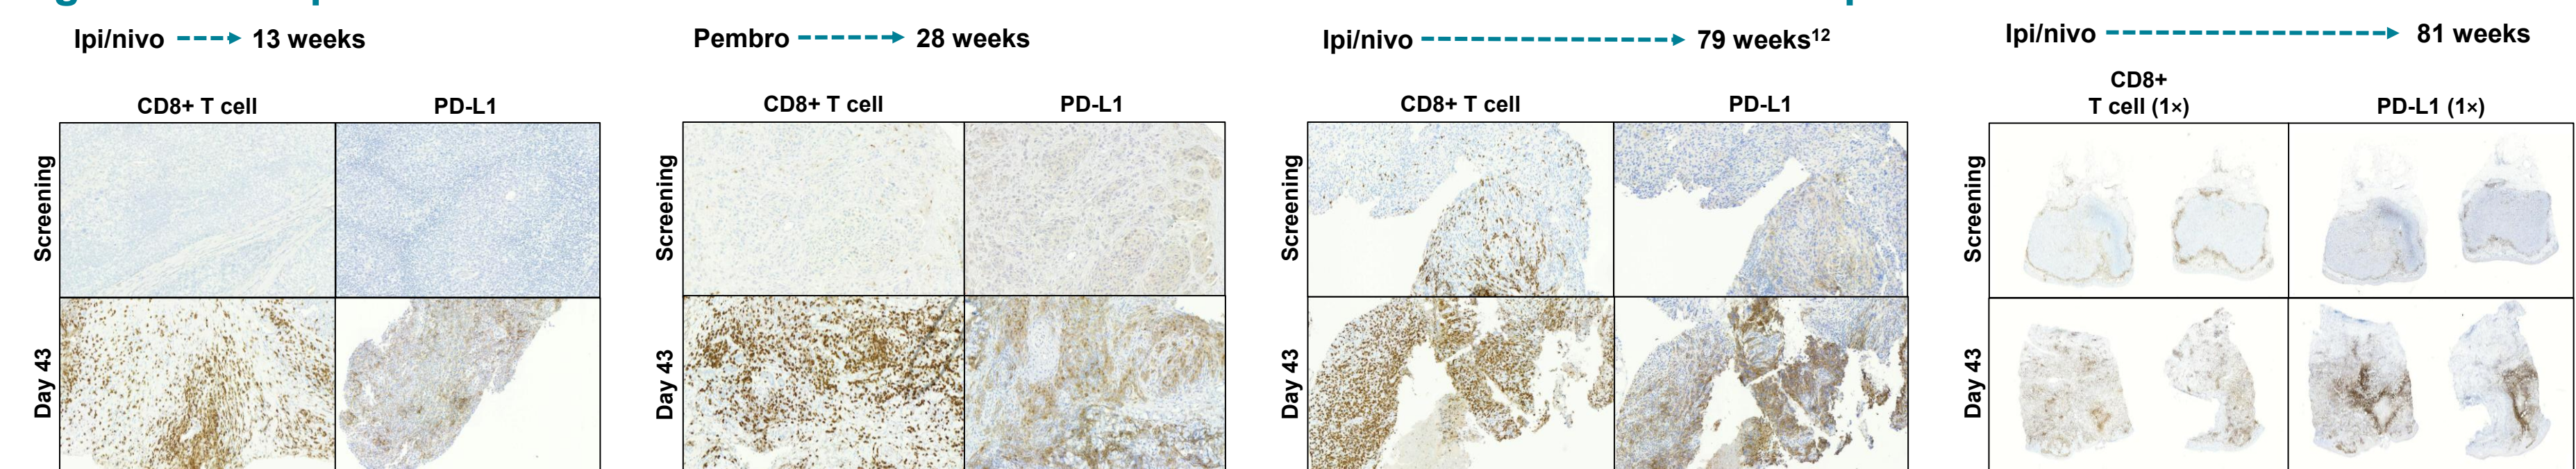 Ipi/nivo 13 weeks
CD8+ T cell PD-L1
Screening
Day 43
Pembro 28 weeks
CD8+ T cell PD-L1
Screening
Day 43
Ipi/nivo 79 weeks¹²
CD8+ T cell PD-L1
Screening
Day 43
Ipi/nivo 81 weeks
CD8+
T cell (1×) PD-L1 (1×)
Screening
Day 43